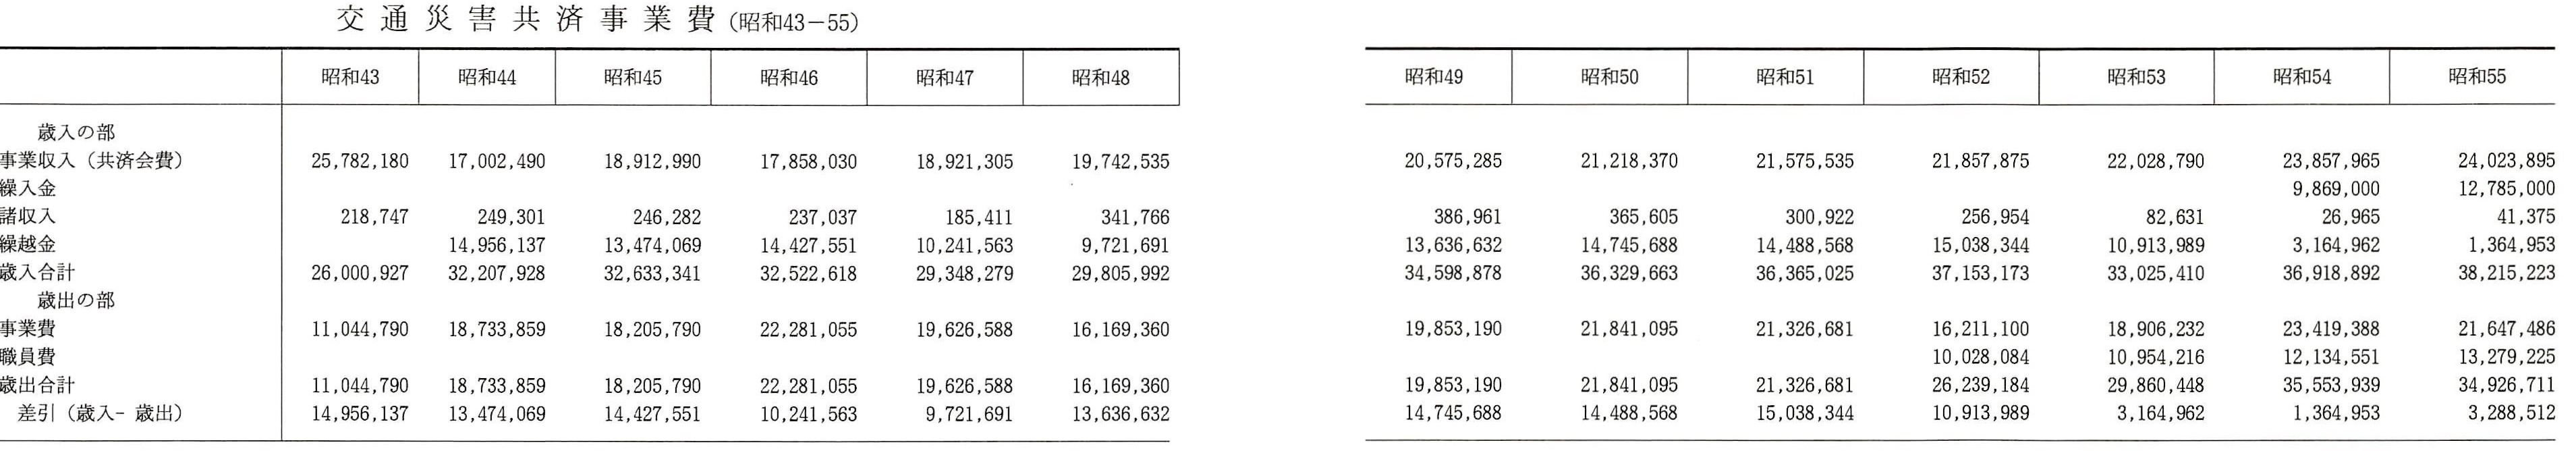 交通災害共済事業費（昭和43－55）
昭和43 昭和44 昭和45 昭和46 昭和47 昭和48 昭和49 昭和50 昭和51 昭和52 昭和53 昭和54 昭和55
歳入の部
事業収入（共済会費） 25,782,180 17,002,490 18,912,990 17,858,030 18,921,305 19,742,535 20,575,285 21,218,370 21,575,535 21,857,875 22,028,790 23,857,965 24,023,895
繰入金 9,869,000 12,785,000
諸収入 218,747 249,301 246,282 237,037 185,411 341,766 386,961 365,605 300,922 256,954 82,631 26,965 41,375
繰越金 14,956,137 13,474,069 14,427,551 10,241,563 9,721,691 13,636,632 14,745,688 14,488,568 15,038,344 10,913,989 3,164,962 1,364,953
歳入合計 26,000,927 32,207,928 32,633,341 32,522,618 29,348,279 29,805,992 34,598,878 36,329,663 36,365,025 37,153,173 33,025,410 36,918,892 38,215,223
歳出の部
事業費 11,044,790 18,733,859 18,205,790 22,281,055 19,626,588 16,169,360 19,853,190 21,841,095 21,326,681 16,211,100 18,906,232 23,419,388 21,647,486
職員費 10,028,084 10,954,216 12,134,551 13,279,225
歳出合計 11,044,790 18,733,859 18,205,790 22,281,055 19,626,588 16,169,360 19,853,190 21,841,095 21,326,681 26,239,184 29,860,448 35,553,939 34,926,711
差引（歳入- 歳出） 14,956,137 13,474,069 14,427,551 10,241,563 9,721,691 13,636,632 14,745,688 14,488,568 15,038,344 10,913,989 3,164,962 1,364,953 3,288,512